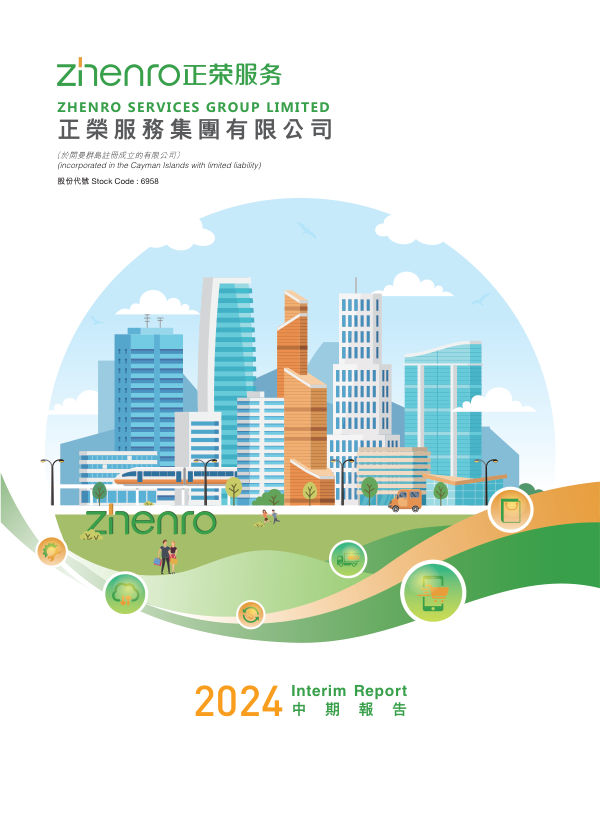 zhenro正荣服务
ZHENRO SERVICES GROUP LIMITED
正榮服務集團有限公司
(於開曼群島註冊成立的有限公司)
(incorporated in the Cayman Islands with limited liability)
股份代號 Stock Code : 6958
zhenro
2024 Interim Report
中期報告